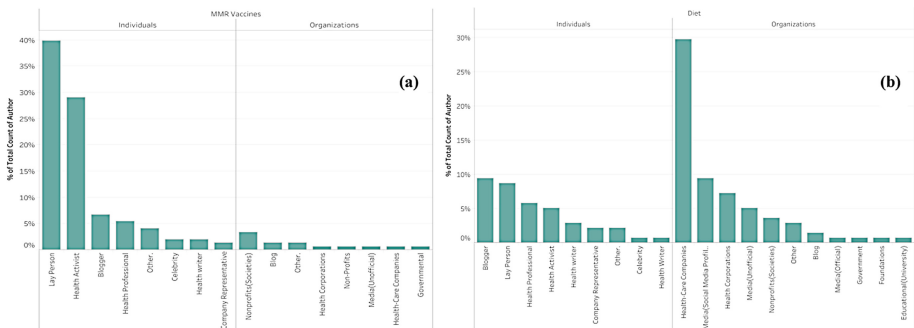 MMR Vaccines
Individuals
Organizations
% of Total Count of Author
40%
35%
30%
25%
20%
15%
10%
5%
0%
(a)
Lay Person
Health Activist
Blogger
Health Professional
Other.
Celebrity
Health writer
Company Representative
Nonprofits(Societies)
Blog
Other.
Health Corporations
Non-Profits
Media(Unofficial)
Health-Care Companies
Governmental
Diet
Individuals
Organizations
% of Total Count of Author
30%
25%
20%
15%
10%
5%
0%
(b)
Blogger
Lay Person
Health Professional
Health Activist
Health writer
Company Representative
Other.
Celebrity
Health Writer
Health-Care Companies
Media(Social Media Profil..
Health Corporations
Media(Unofficial)
Nonprofits(Societies)
Other
Blog
Media(Official)
Government
Foundations
Educational(University)